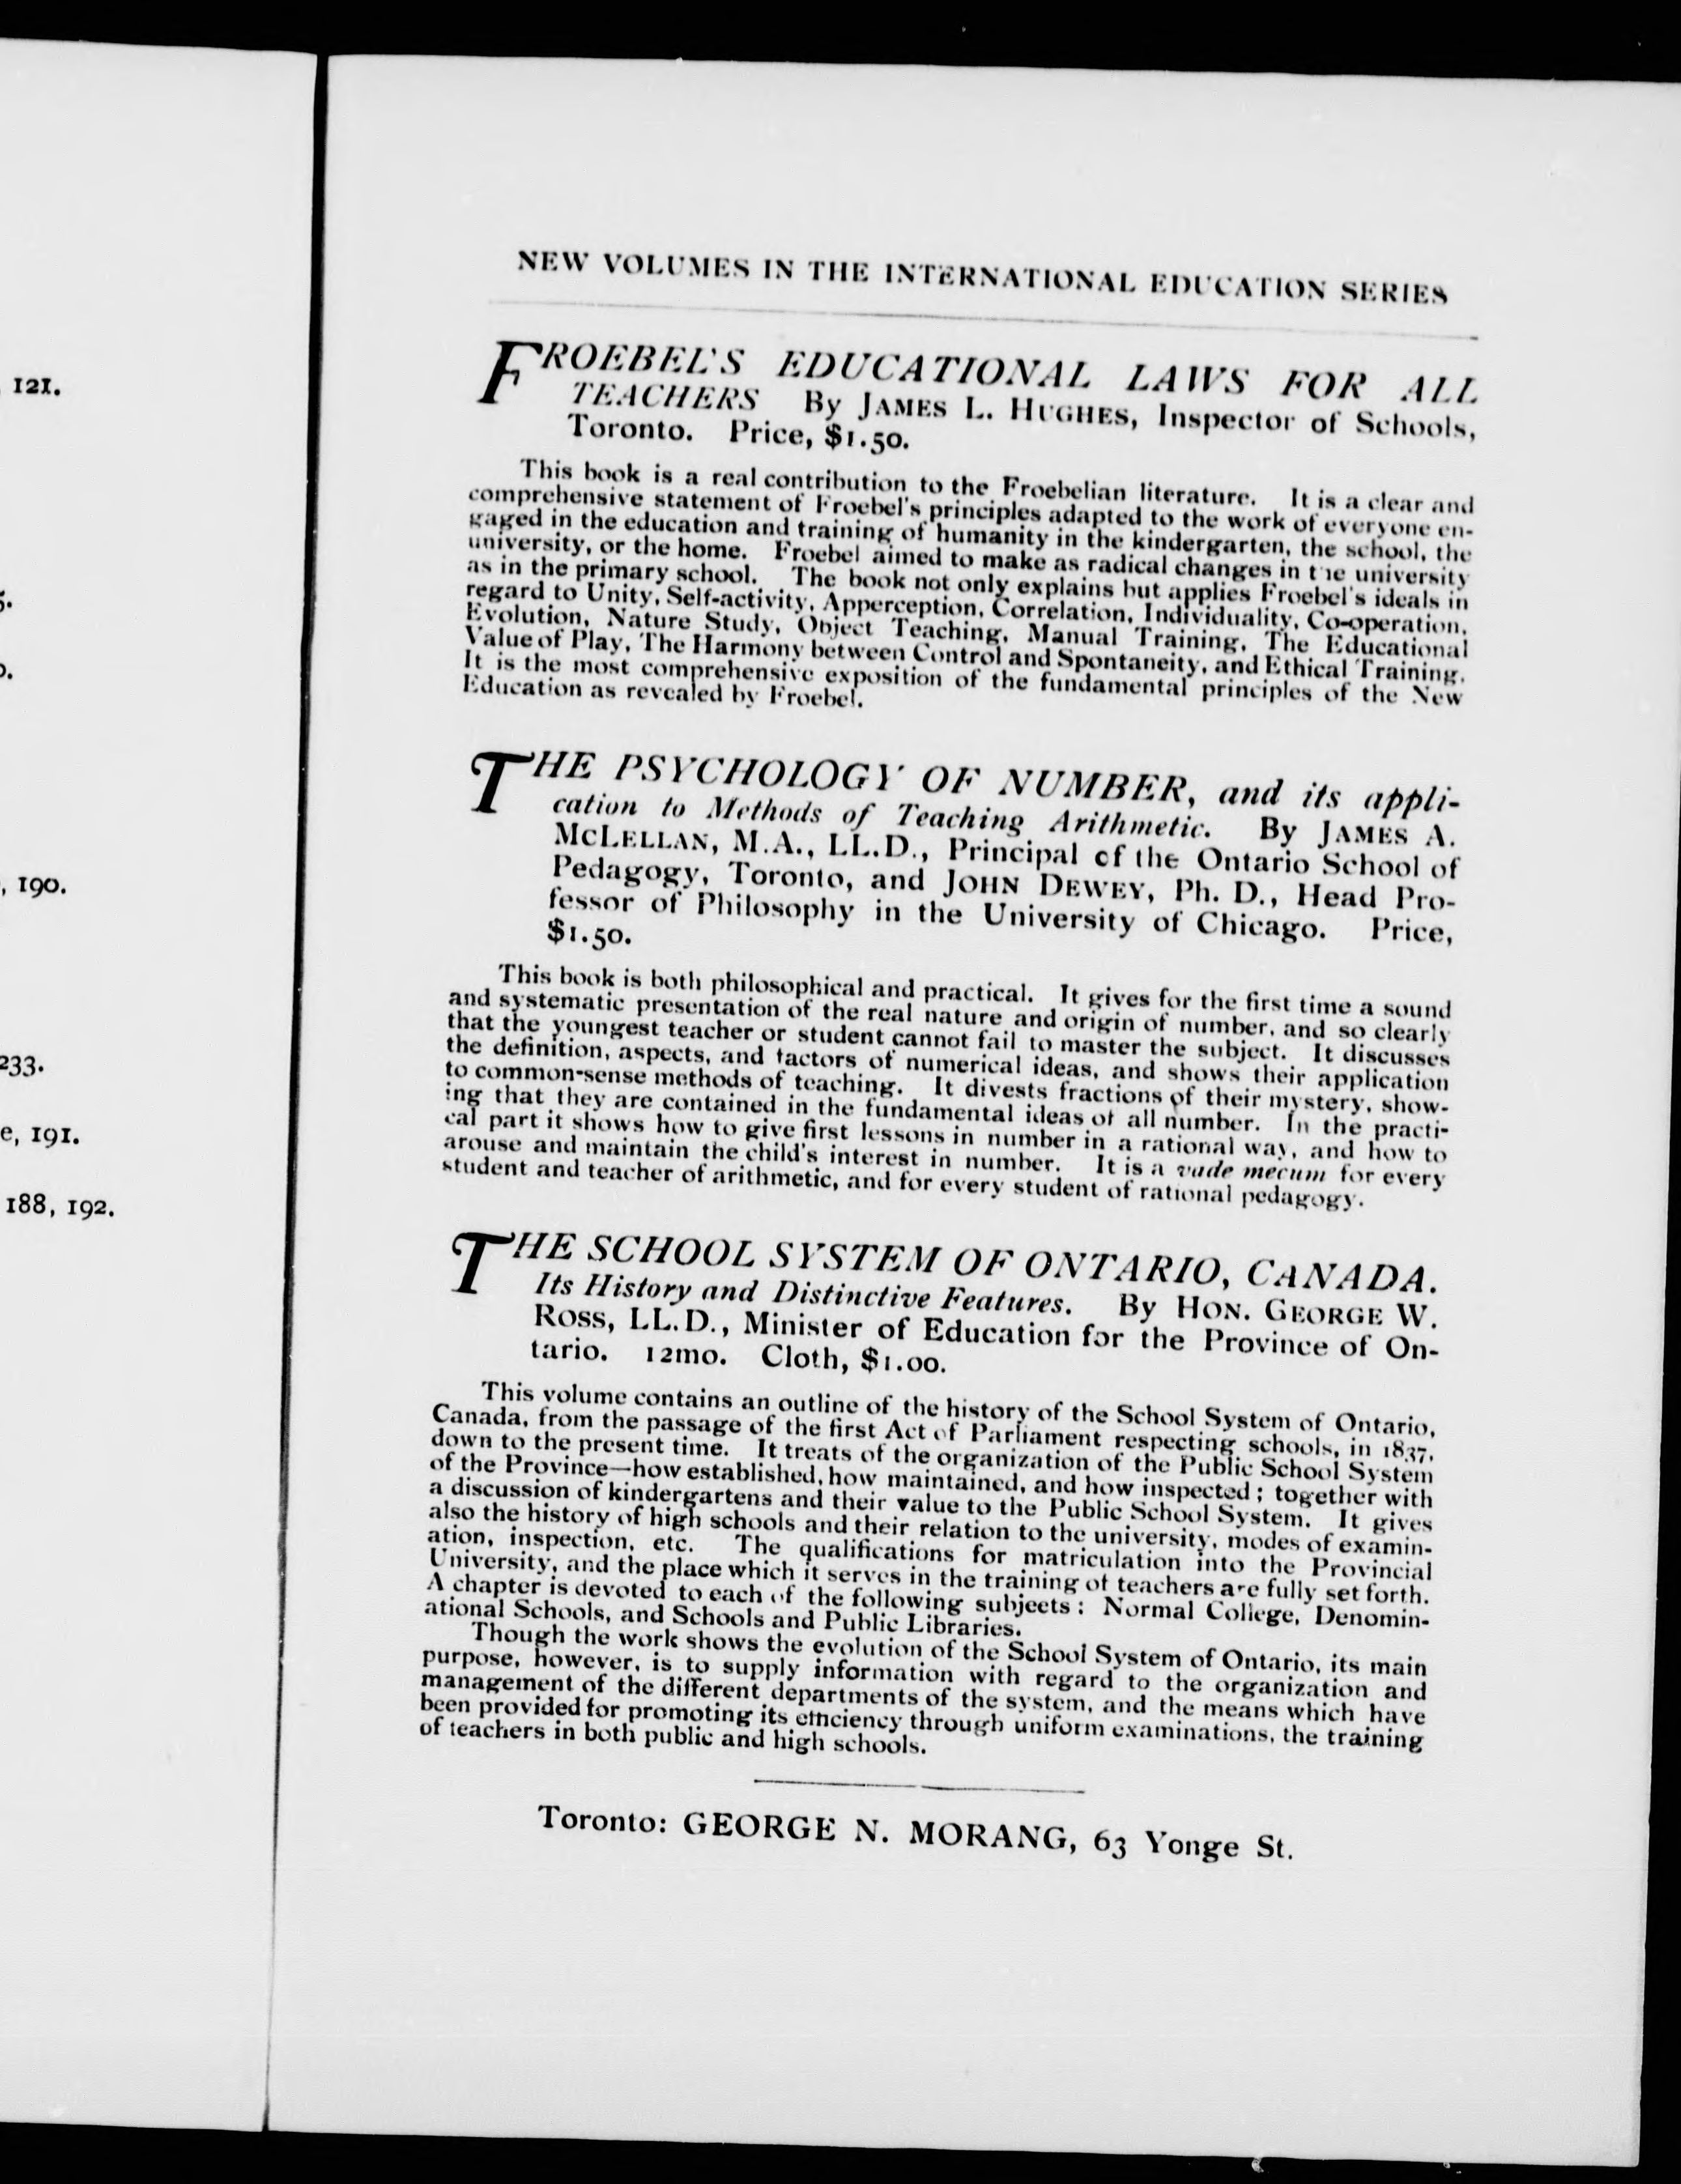 121.
5.
, 190.
233.
e, 191.
188, 192.
NEW VOLUMES IN THE INTERNATIONAL EDUCATION SERIES
FROEBEL'S EDUCATIONAL LAWS FOR ALL
TEACHERS By JAMES L. HUGHES, Inspector of Schools,
Toronto. Price, $1.50.
This book is a real contribution to the Froebelian literature. It is a clear and
comprehensive statement of Froebel's principles adapted to the work of everyone en-
gaged in the education and training of humanity in the kindergarten, the school, the
university, or the home. Froebel aimed to make as radical changes in the university
as in the primary school. The book not only explains but applies Froebel's ideals in
regard to Unity, Self-activity, Apperception, Correlation, Individuality, Co-operation,
Evolution, Nature Study, Object Teaching, Manual Training, The Educational
Value of Play, The Harmony between Control and Spontaneity, and Ethical Training.
It is the most comprehensive exposition of the fundamental principles of the New
Education as revealed by Froebel.
THE PSYCHOLOGY OF NUMBER, and its appli-
cation to Methods of Teaching Arithmetic. By JAMES A.
MCLELLAN, M.A., LL.D., Principal of the Ontario School of
Pedagogy, Toronto, and JOHN DEWEY, Ph. D., Head Pro-
fessor of Philosophy in the University of Chicago. Price,
$1.50.
This book is both philosophical and practical. It gives for the first time a sound
and systematic presentation of the real nature and origin of number, and so clearly
that the youngest teacher or student cannot fail to master the subject. It discusses
the definition, aspects, and factors of numerical ideas, and shows their application
to common-sense methods of teaching. It divests fractions of their mystery, show-
ing that they are contained in the fundamental ideas of all number. In the practi-
cal part it shows how to give first lessons in number in a rational way, and how to
arouse and maintain the child's interest in number. It is a vade mecum for every
student and teacher of arithmetic, and for every student of rational pedagogy.
THE SCHOOL SYSTEM OF ONTARIO, CANADA.
Its History and Distinctive Features. By HON. GEORGE W.
ROSS, LL.D., Minister of Education for the Province of On-
tario. 12mo. Cloth, $1.00.
This volume contains an outline of the history of the School System of Ontario,
Canada, from the passage of the first Act of Parliament respecting schools, in 1837,
down to the present time. It treats of the organization of the Public School System
of the Province—how established, how maintained, and how inspected; together with
a discussion of kindergartens and their value to the Public School System. It gives
also the history of high schools and their relation to the university, modes of examin-
ation, inspection, etc. The qualifications for matriculation into the Provincial
University, and the place which it serves in the training of teachers are fully set forth.
A chapter is devoted to each of the following subjects: Normal College, Denomin-
ational Schools, and Schools and Public Libraries.
Though the work shows the evolution of the School System of Ontario, its main
purpose, however, is to supply information with regard to the organization and
management of the different departments of the system, and the means which have
been provided for promoting its efficiency through uniform examinations, the training
of teachers in both public and high schools.
Toronto: GEORGE N. MORANG, 63 Yonge St.